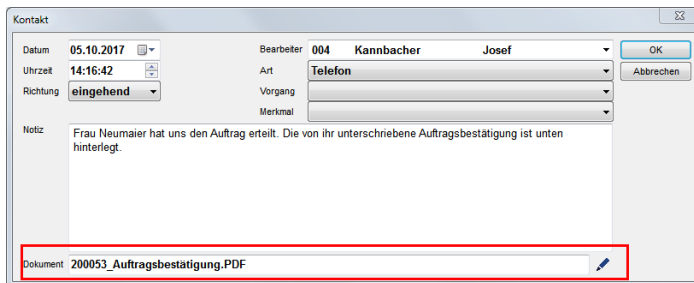 Kontakt
Datum 05.10.2017 Bearbeiter 004 Kannbacher Josef OK
Uhrzeit 14:16:42 Art Telefon Abbrechen
Richtung eingehend Vorgang
Merkmal
Notiz Frau Neumaier hat uns den Auftrag erteilt. Die von ihr unterschriebene Auftragsbestätigung ist unten
hinterlegt.
Dokument 200053_Auftragsbestätigung.PDF